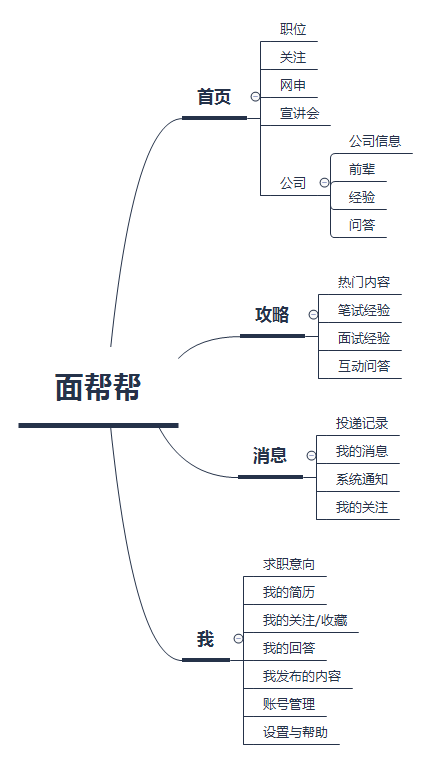 面帮帮
首页
职位
关注
网申
宣讲会
公司
公司信息
前辈
经验
问答
攻略
热门内容
笔试经验
面试经验
互动问答
消息
投递记录
我的消息
系统通知
我的关注
我
求职意向
我的简历
我的关注/收藏
我的回答
我发布的内容
账号管理
设置与帮助